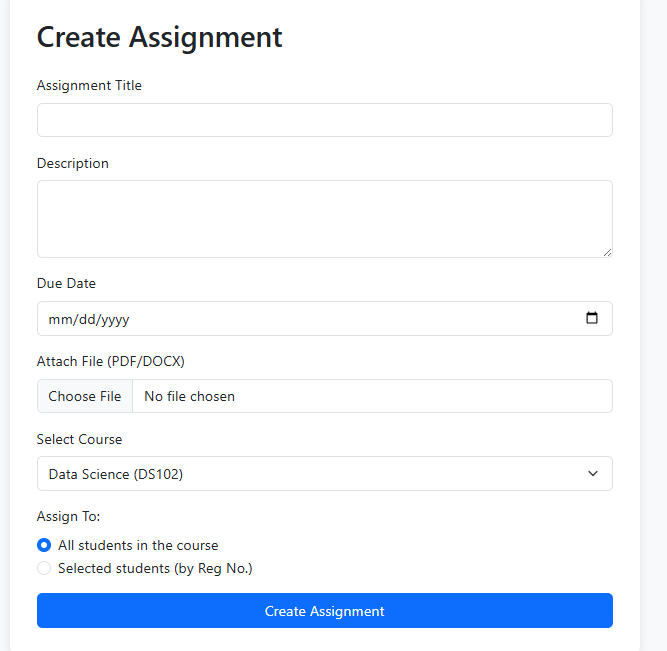 Create Assignment
Assignment Title
Description
Due Date
mm/dd/yyyy
Attach File (PDF/DOCX)
Choose File No file chosen
Select Course
Data Science (DS102)
Assign To:
All students in the course
Selected students (by Reg No.)
Create Assignment